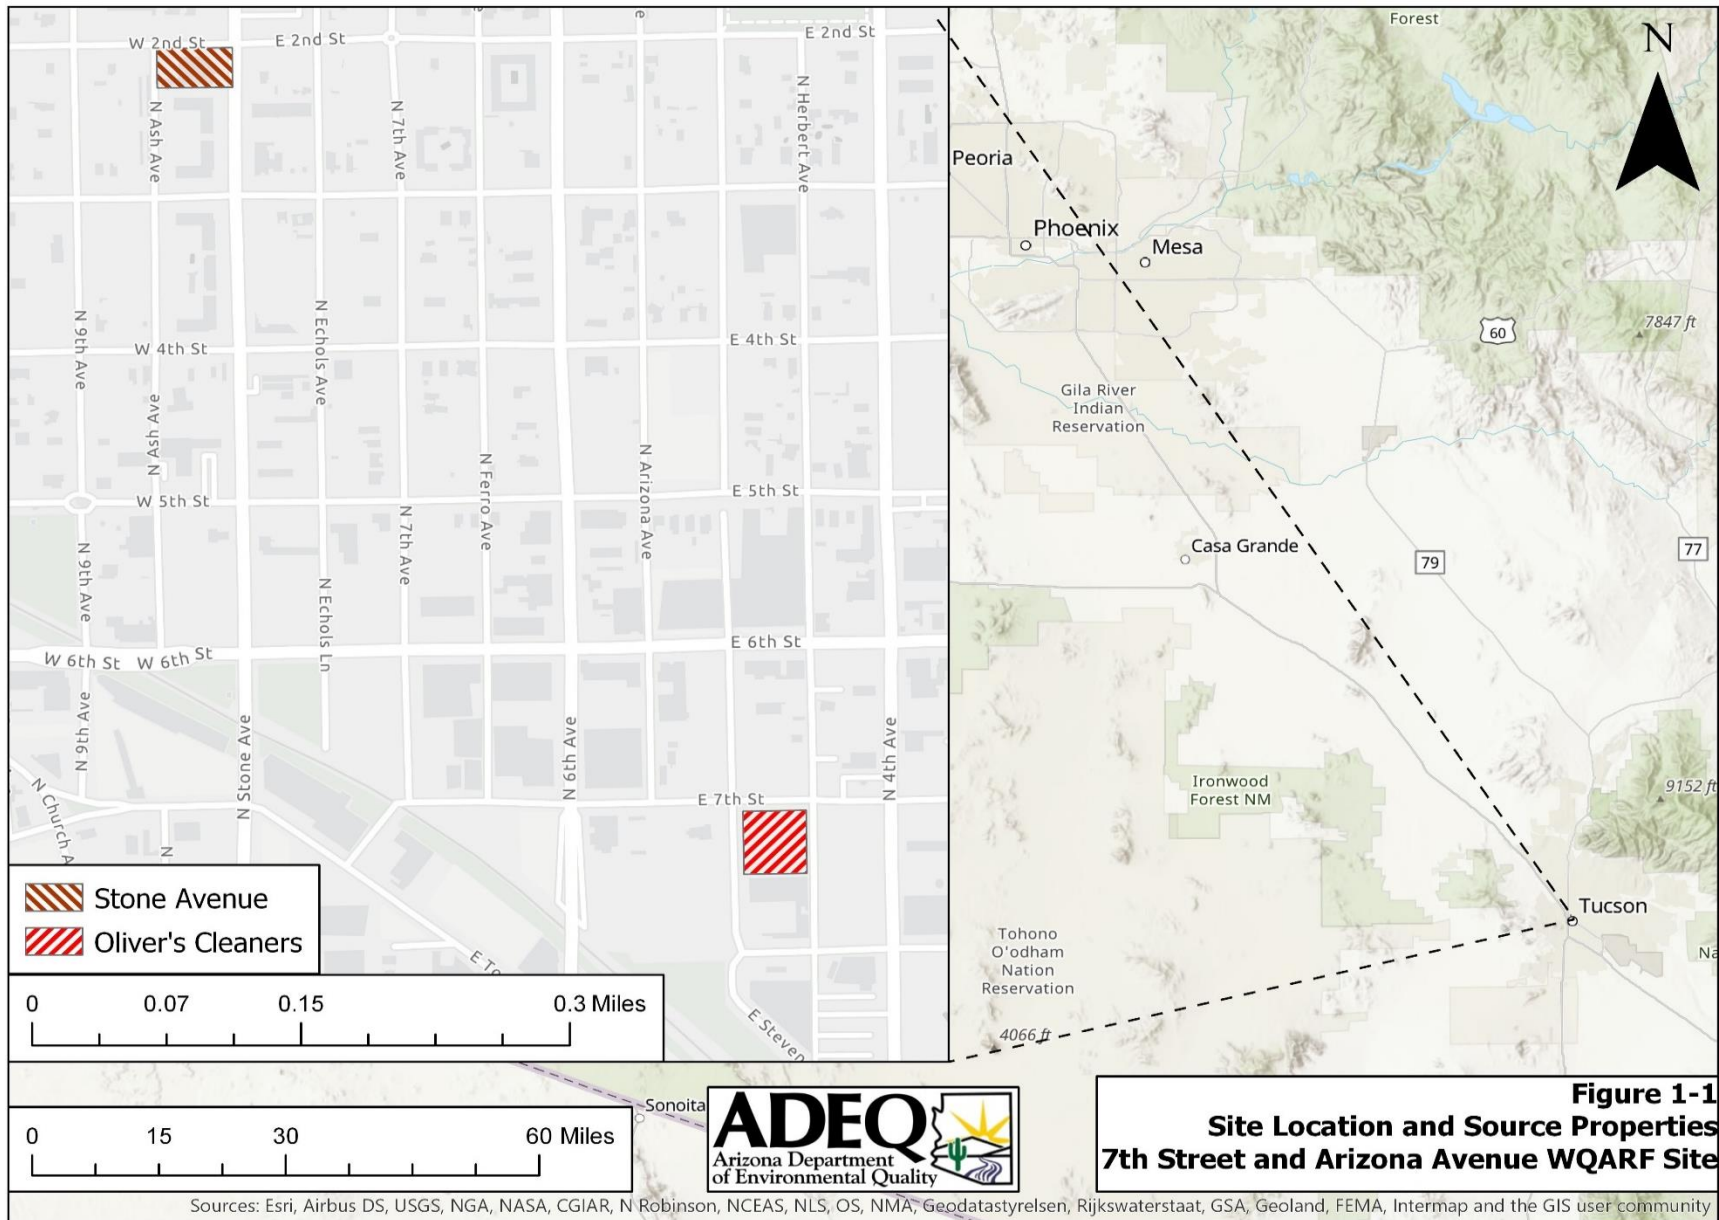 W 2nd St
E 2nd St
E 2nd St
N Ash Ave
N 7th Ave
N Herbert Ave
N 9th Ave
N Echols Ave
W 4th St
E 4th St
N Ash Ave
N Ferro Ave
N Arizona Ave
W 5th St
E 5th St
N 7th Ave
N 9th Ave
N Echols Ln
W 6th St
W 6th St
E 6th St
N 9th Ave
N Stone Ave
N 6th Ave
N 4th Ave
N Church A
N
E 7th St
E To
E Steven
Stone Avenue
Oliver's Cleaners
0 0.07 0.15 0.3 Miles
Forest
N
Peoria
Phoenix
Mesa
60
7847 ft
Gila River
Indian
Reservation
Casa Grande
79
77
Ironwood
Forest NM
9152 ft
Tucson
Tohono
O'odham
Nation
Reservation
Na
4066 ft
Sonoita
0 15 30 60 Miles
ADEQ
Arizona Department
of Environmental Quality
Figure 1-1
Site Location and Source Properties
7th Street and Arizona Avenue WQARF Site
Sources: Esri, Airbus DS, USGS, NGA, NASA, CGIAR, N Robinson, NCEAS, NLS, OS, NMA, Geodatastyrelsen, Rijkswaterstaat, GSA, Geoland, FEMA, Intermap and the GIS user community